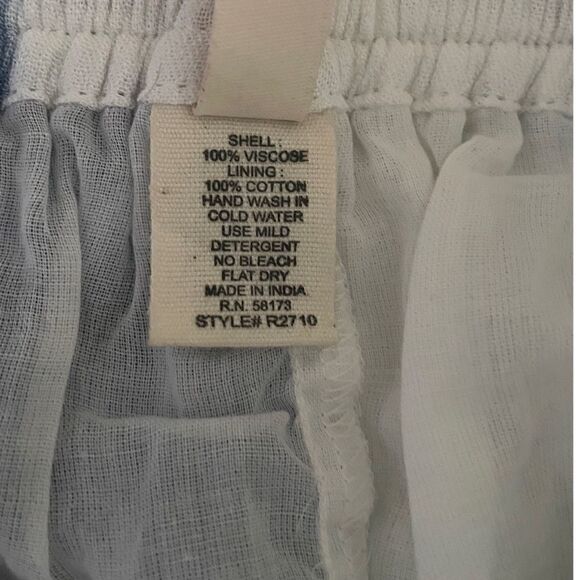 SHELL :
100% VISCOSE
LINING :
100% COTTON
HAND WASH IN
COLD WATER
USE MILD
DETERGENT
NO BLEACH
FLAT DRY
MADE IN INDIA
R.N. 58173
STYLE# R2710